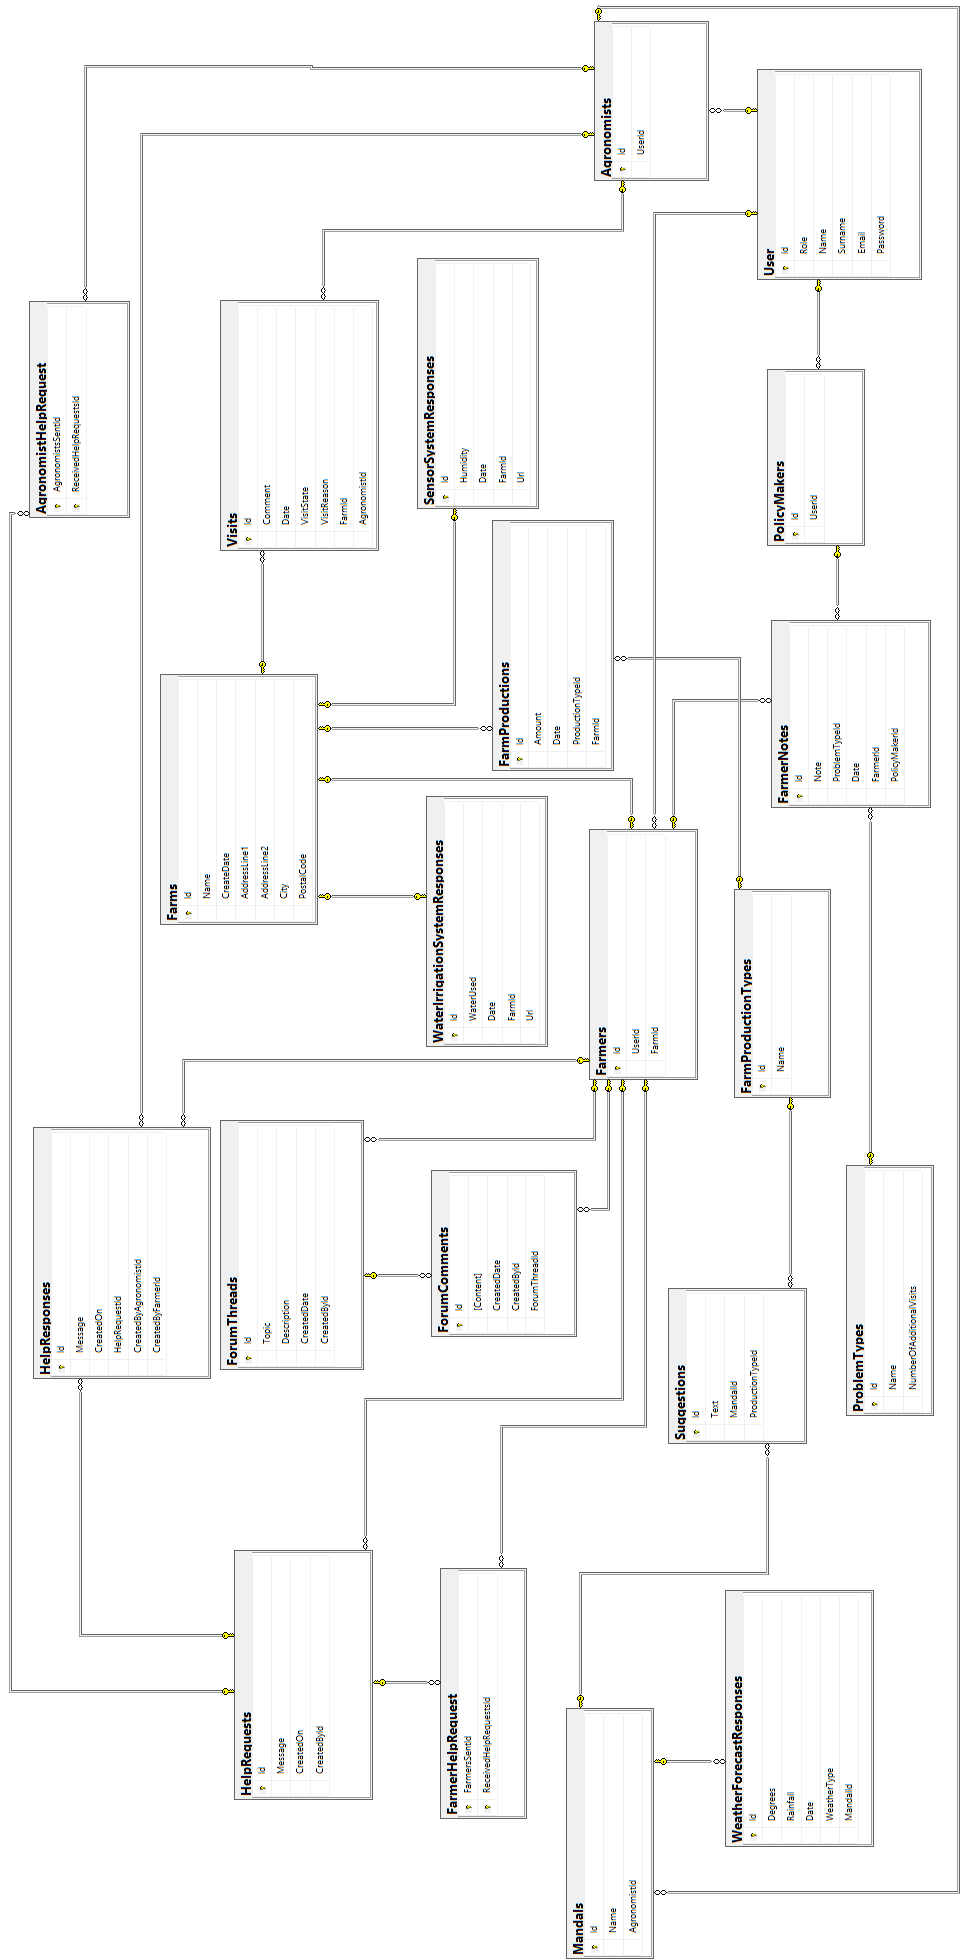 Agronomists
Id
UserId
User
Id
Role
Name
Surname
Email
Password
AgronomistHelpRequest
AgronomistsSentId
ReceivedHelpRequestsId
Visits
Id
Comment
Date
VisitState
VisitReason
FarmId
AgronomistId
SensorSystemResponses
Id
Humidity
Date
FarmId
Url
PolicyMakers
Id
UserId
FarmProductions
Id
Amount
Date
ProductionTypeId
FarmId
FarmerNotes
Id
Note
ProblemTypeId
Date
FarmerId
PolicyMakerId
Farms
Id
Name
CreateDate
AddressLine1
AddressLine2
City
PostalCode
WaterIrrigationSystemResponses
Id
WaterUsed
Date
FarmId
Url
Farmers
Id
UserId
FarmId
FarmProductionTypes
Id
Name
HelpResponses
Id
Message
CreatedOn
HelpRequestId
CreatedByAgronomistId
CreatedByFarmerId
ForumThreads
Id
Topic
Description
CreatedDate
CreatedById
ForumComments
Id
[Content]
CreatedDate
CreatedById
ForumThreadId
Suggestions
Id
Text
MandalId
ProductionTypeId
ProblemTypes
Id
Name
NumberOfAdditionalVisits
HelpRequests
Id
Message
CreatedOn
CreatedById
FarmerHelpRequest
FarmersSentId
ReceivedHelpRequestsId
Mandals
Id
Name
AgronomistId
WeatherForecastResponses
Id
Degrees
Rainfall
Date
WeatherType
MandalId